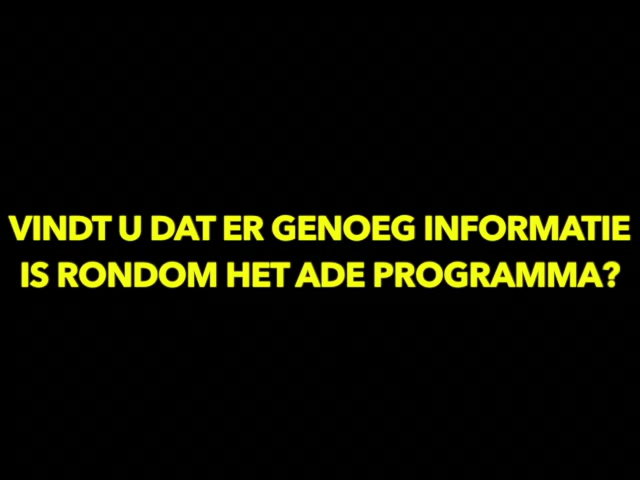 VINDT U DAT ER GENOEG INFORMATIE
IS RONDOM HET ADE PROGRAMMA?